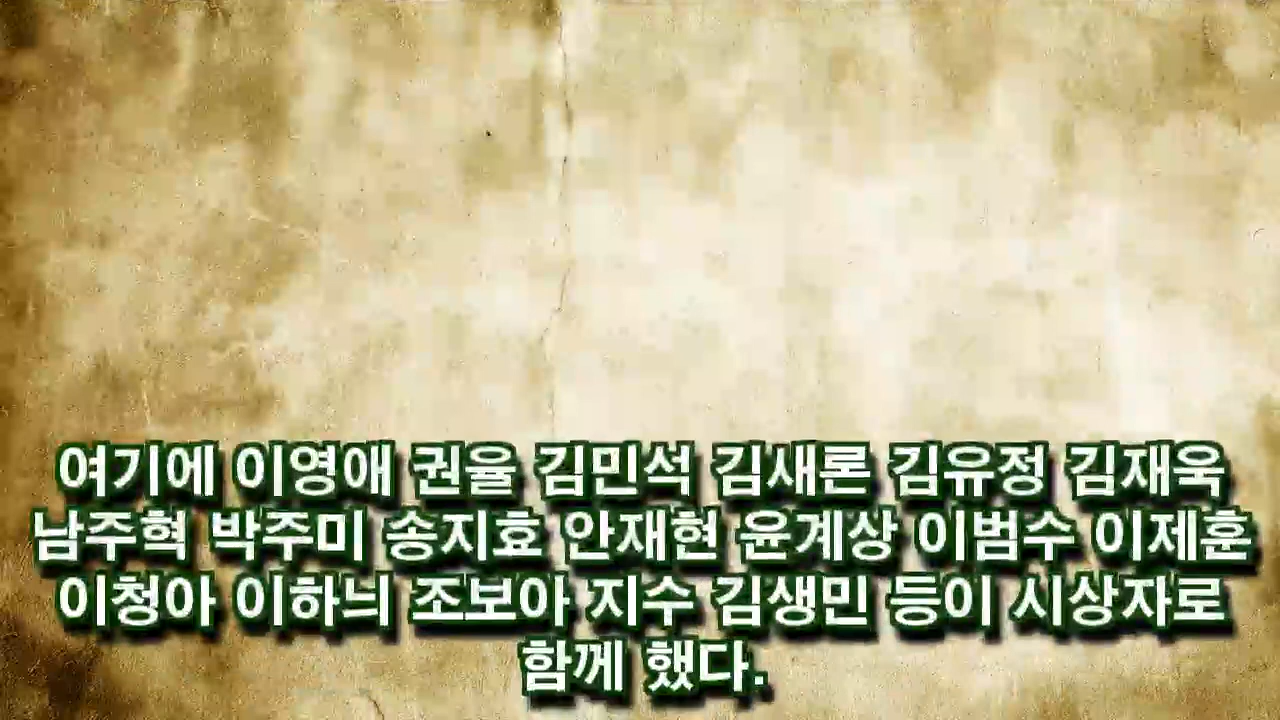 여기에 이영애 권율 김민석 김새론 김유정 김재욱
남주혁 박주미 송지효 안재현 윤계상 이범수 이제훈
이청아 이하늬 조보아 지수 김생민 등이 시상자로
함께 했다.